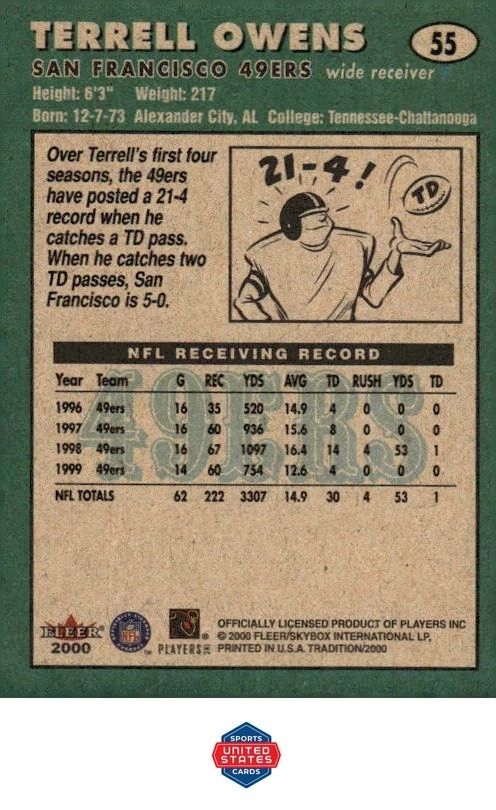 TERRELL OWENS
55
SAN FRANCISCO 49ERS wide receiver
Height: 6'3" Weight: 217
Born: 12-7-73 Alexander City, AL College: Tennessee-Chattanooga
Over Terrell's first four
seasons, the 49ers
have posted a 21-4
record when he
catches a TD pass.
When he catches two
TD passes, San
Francisco is 5-0.
21-4!
TD
NFL RECEIVING RECORD
Year Team G REC YDS AVG TD RUSH YDS TD
1996 49ers 16 35 520 14.9 4 0 0 0
1997 49ers 16 60 936 15.6 8 0 0 0
1998 49ers 16 67 1097 16.4 14 4 53 1
1999 49ers 14 60 754 12.6 4 0 0 0
NFL TOTALS 62 222 3307 14.9 30 4 53 1
49ERS
FLEER
2000
NFL
PLAYERS INC
OFFICIALLY LICENSED PRODUCT OF PLAYERS INC
© 2000 FLEER/SKYBOX INTERNATIONAL LP,
PRINTED IN U.S.A. TRADITION/2000
SPORTS
UNITED
STATES
CARDS